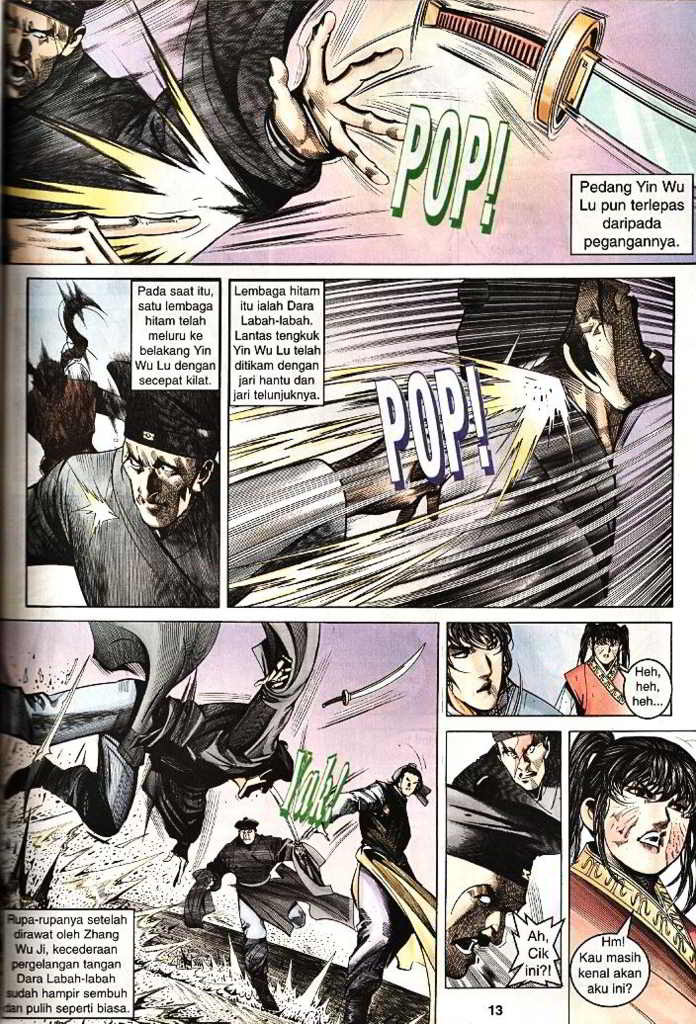 POP!
Pedang Yin Wu
Lu pun terlepas
daripada
pegangannya.
Pada saat itu,
satu lembaga
hitam telah
meluru ke
belakang Yin
Wu Lu dengan
secepat kilat.
Lembaga hitam
itu ialah Dara
Labah-labah.
Lantas tengkuk
Yin Wu Lu telah
ditikam dengan
jari hantu dan
jari telunjuknya.
POP!
Yak!
Rupa-rupanya setelah
dirawat oleh Zhang
Wu Ji, kecederaan
pergelangan tangan
Dara Labah-labah
sudah hampir sembuh
dan pulih seperti biasa.
Heh,
heh,
heh...
Ah,
Cik
ini?!
Hm!
Kau masih
kenal akan
aku ini?
13